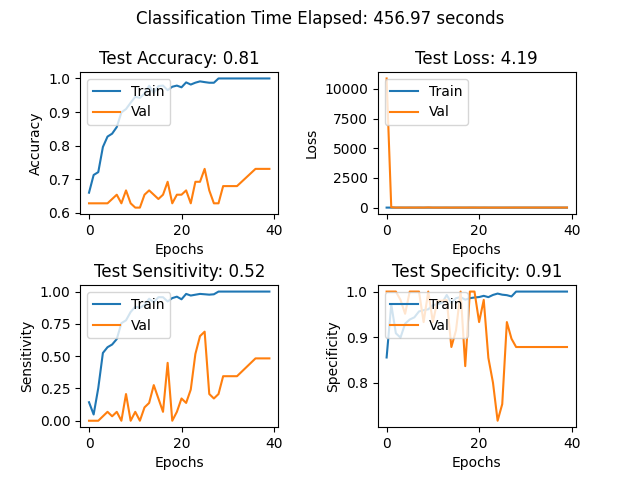 Classification Time Elapsed: 456.97 seconds
Test Accuracy: 0.81
Test Loss: 4.19
1.0
0.9
0.8
0.7
0.6
Accuracy
Train
Val
0
20
40
Epochs
10000
7500
5000
2500
0
Loss
Train
Val
0
20
40
Epochs
Test Sensitivity: 0.52
Test Specificity: 0.91
1.00
0.75
0.50
0.25
0.00
Sensitivity
Train
Val
0
20
40
Epochs
1.0
0.9
0.8
Specificity
Train
Val
0
20
40
Epochs